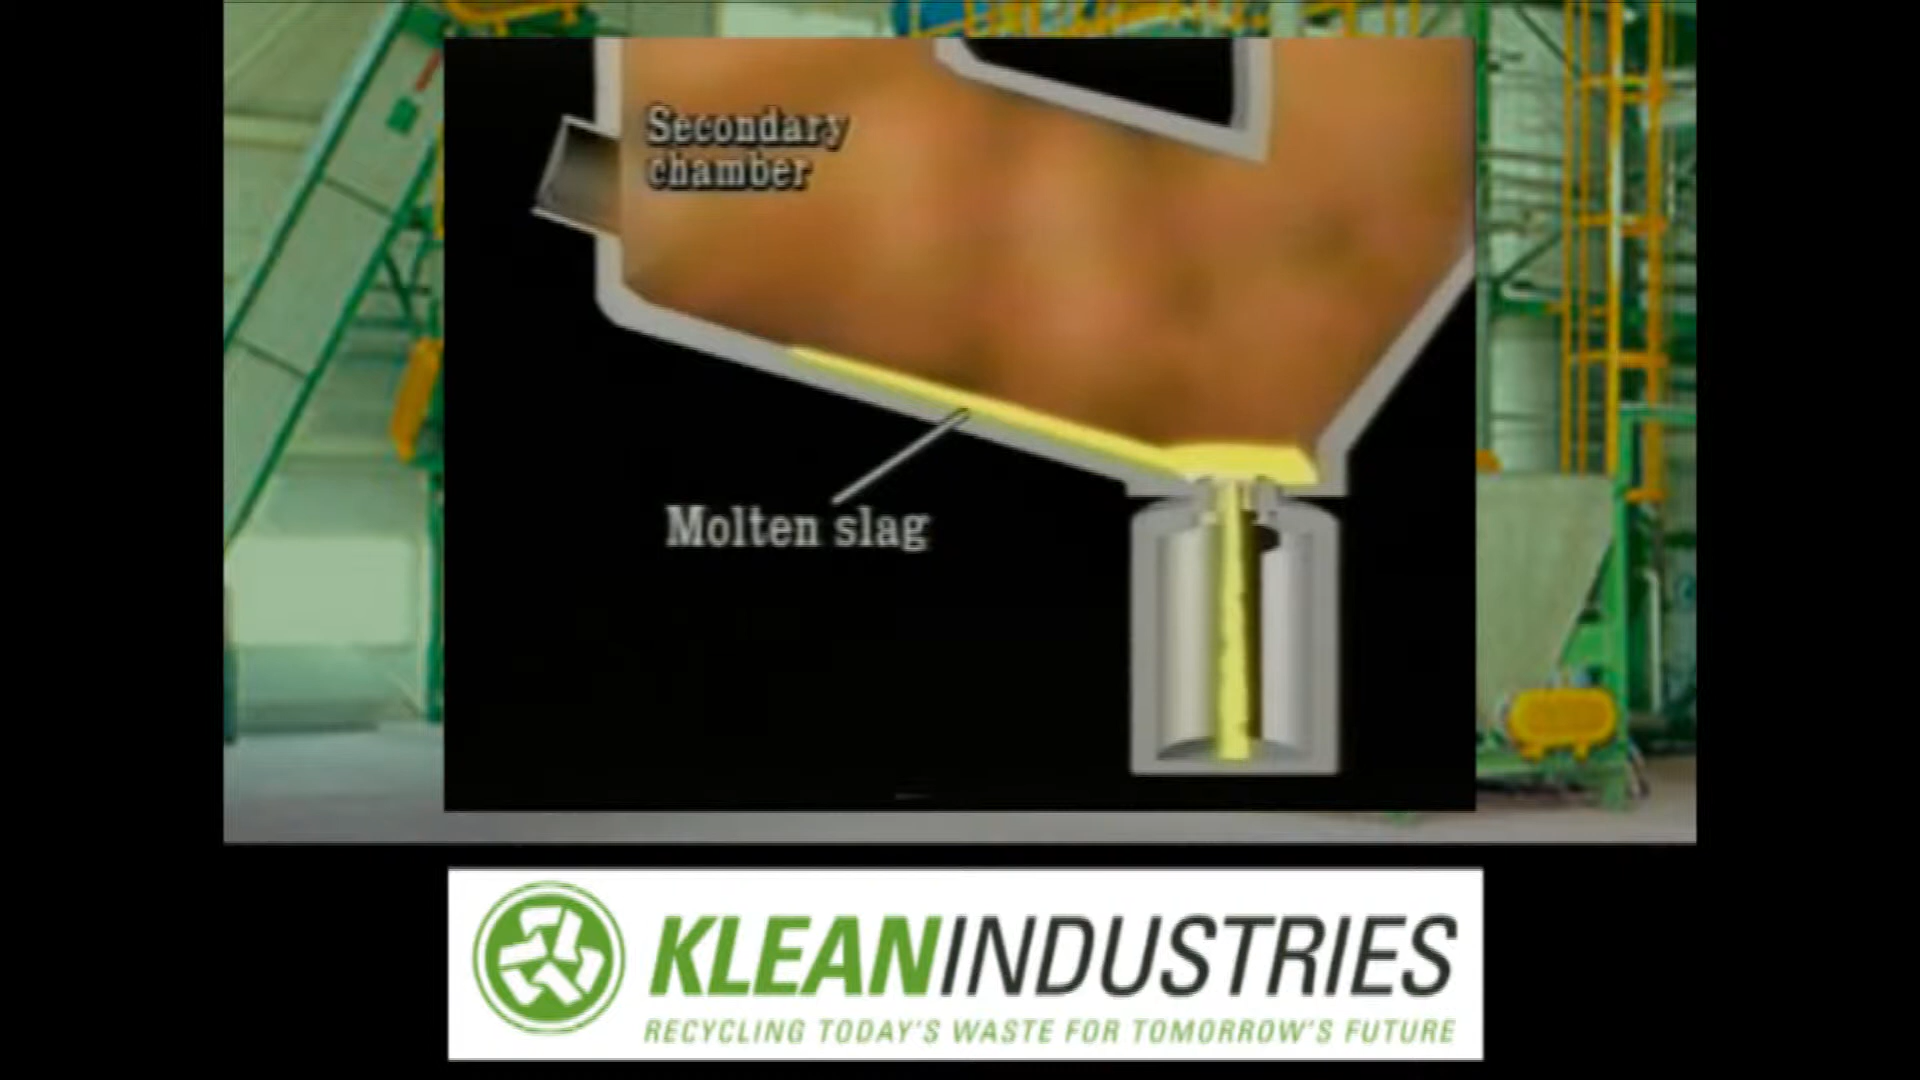 Secondary
chamber
Molten slag
KLEANINDUSTRIES
RECYCLING TODAY'S WASTE FOR TOMORROW'S FUTURE